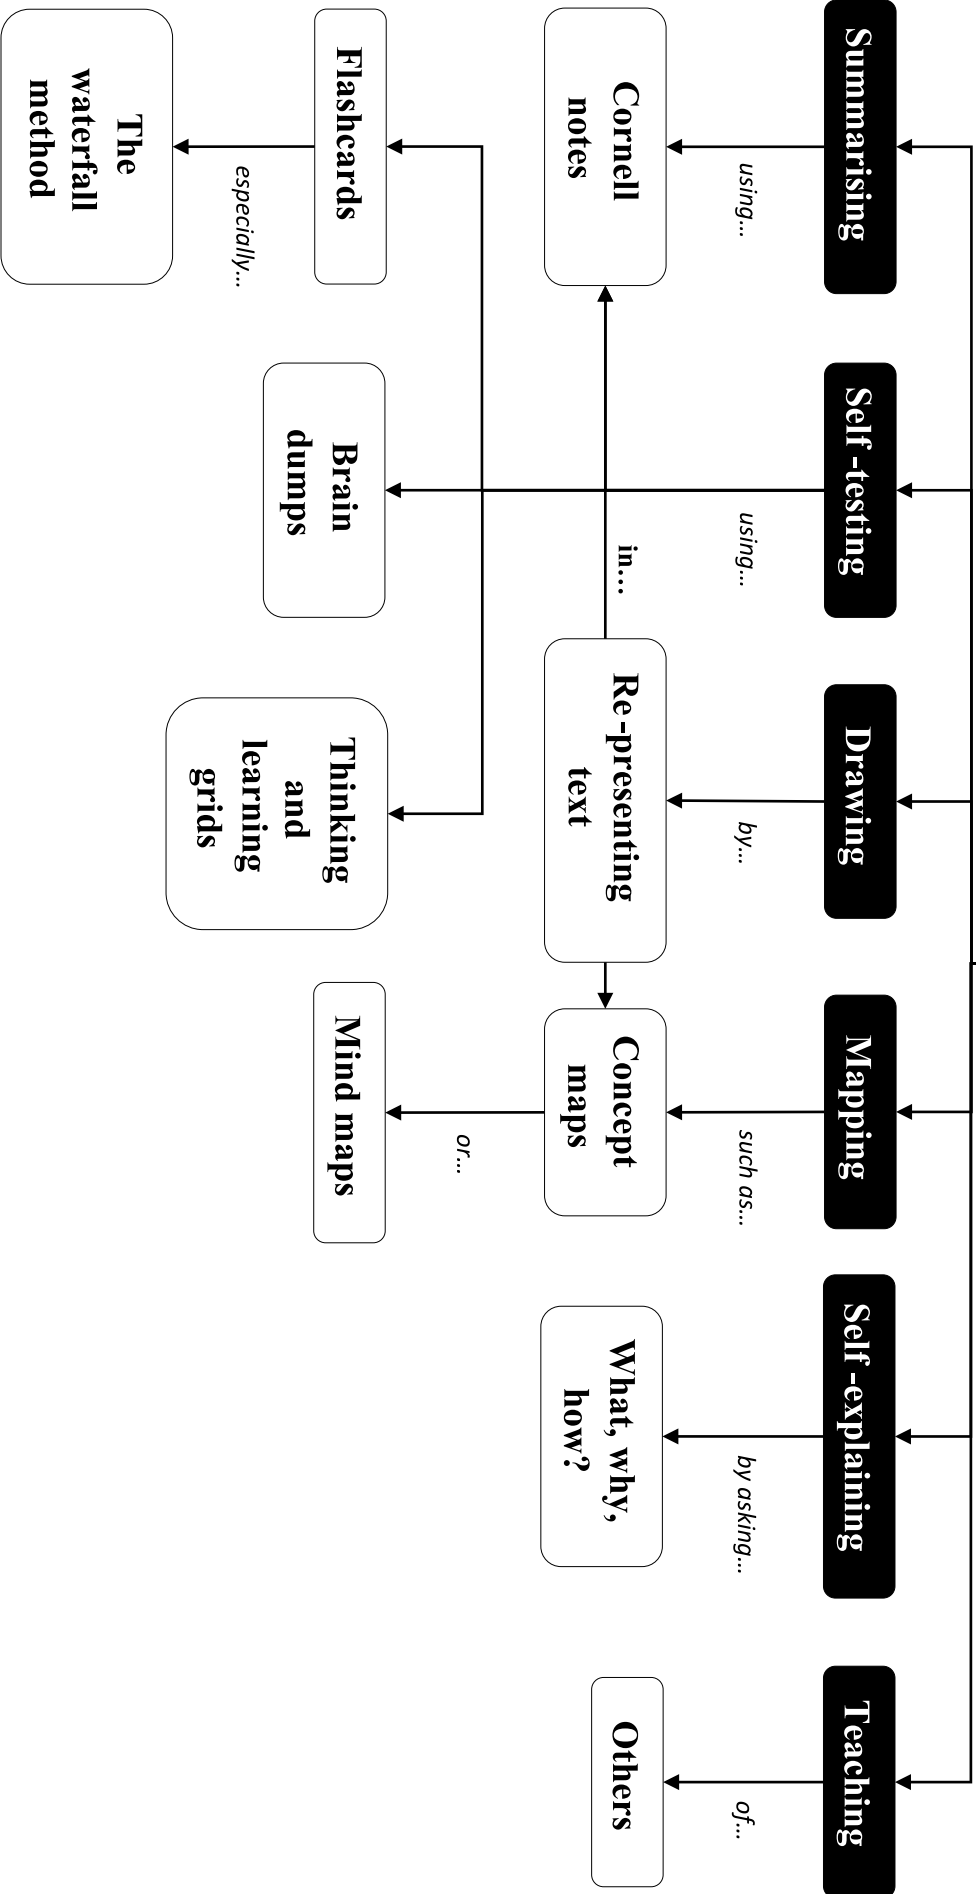 Summarising
Self-testing
Drawing
Mapping
Self-explaining
Teaching
using...
using...
by...
such as...
by asking...
of...
Cornell
notes
in...
Re-presenting
text
Concept
maps
What, why,
how?
Others
or...
Flashcards
Brain
dumps
Thinking
and
learning
grids
Mind maps
especially...
The
waterfall
method